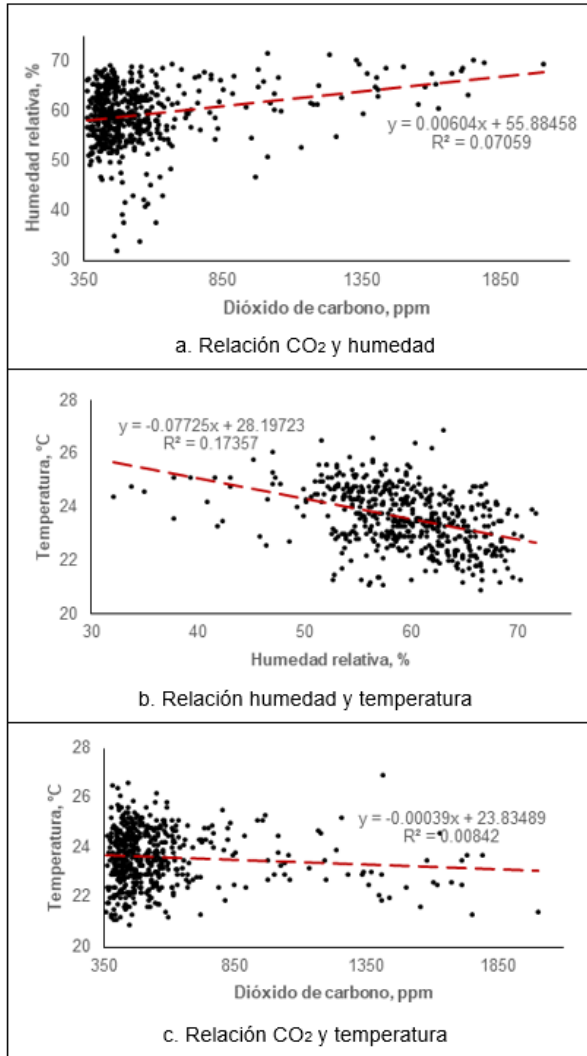 70
60
50
40
30
Humedad relativa, %
y = 0.00604x + 55.88458
R² = 0.07059
350 850 1350 1850
Dióxido de carbono, ppm
a. Relación CO₂ y humedad
28
26
24
22
20
Temperatura, °C
y = -0.07725x + 28.19723
R² = 0.17357
30 40 50 60 70
Humedad relativa, %
b. Relación humedad y temperatura
28
26
24
22
20
Temperatura, °C
y = -0.00039x + 23.83489
R² = 0.00842
350 850 1350 1850
Dióxido de carbono, ppm
c. Relación CO₂ y temperatura